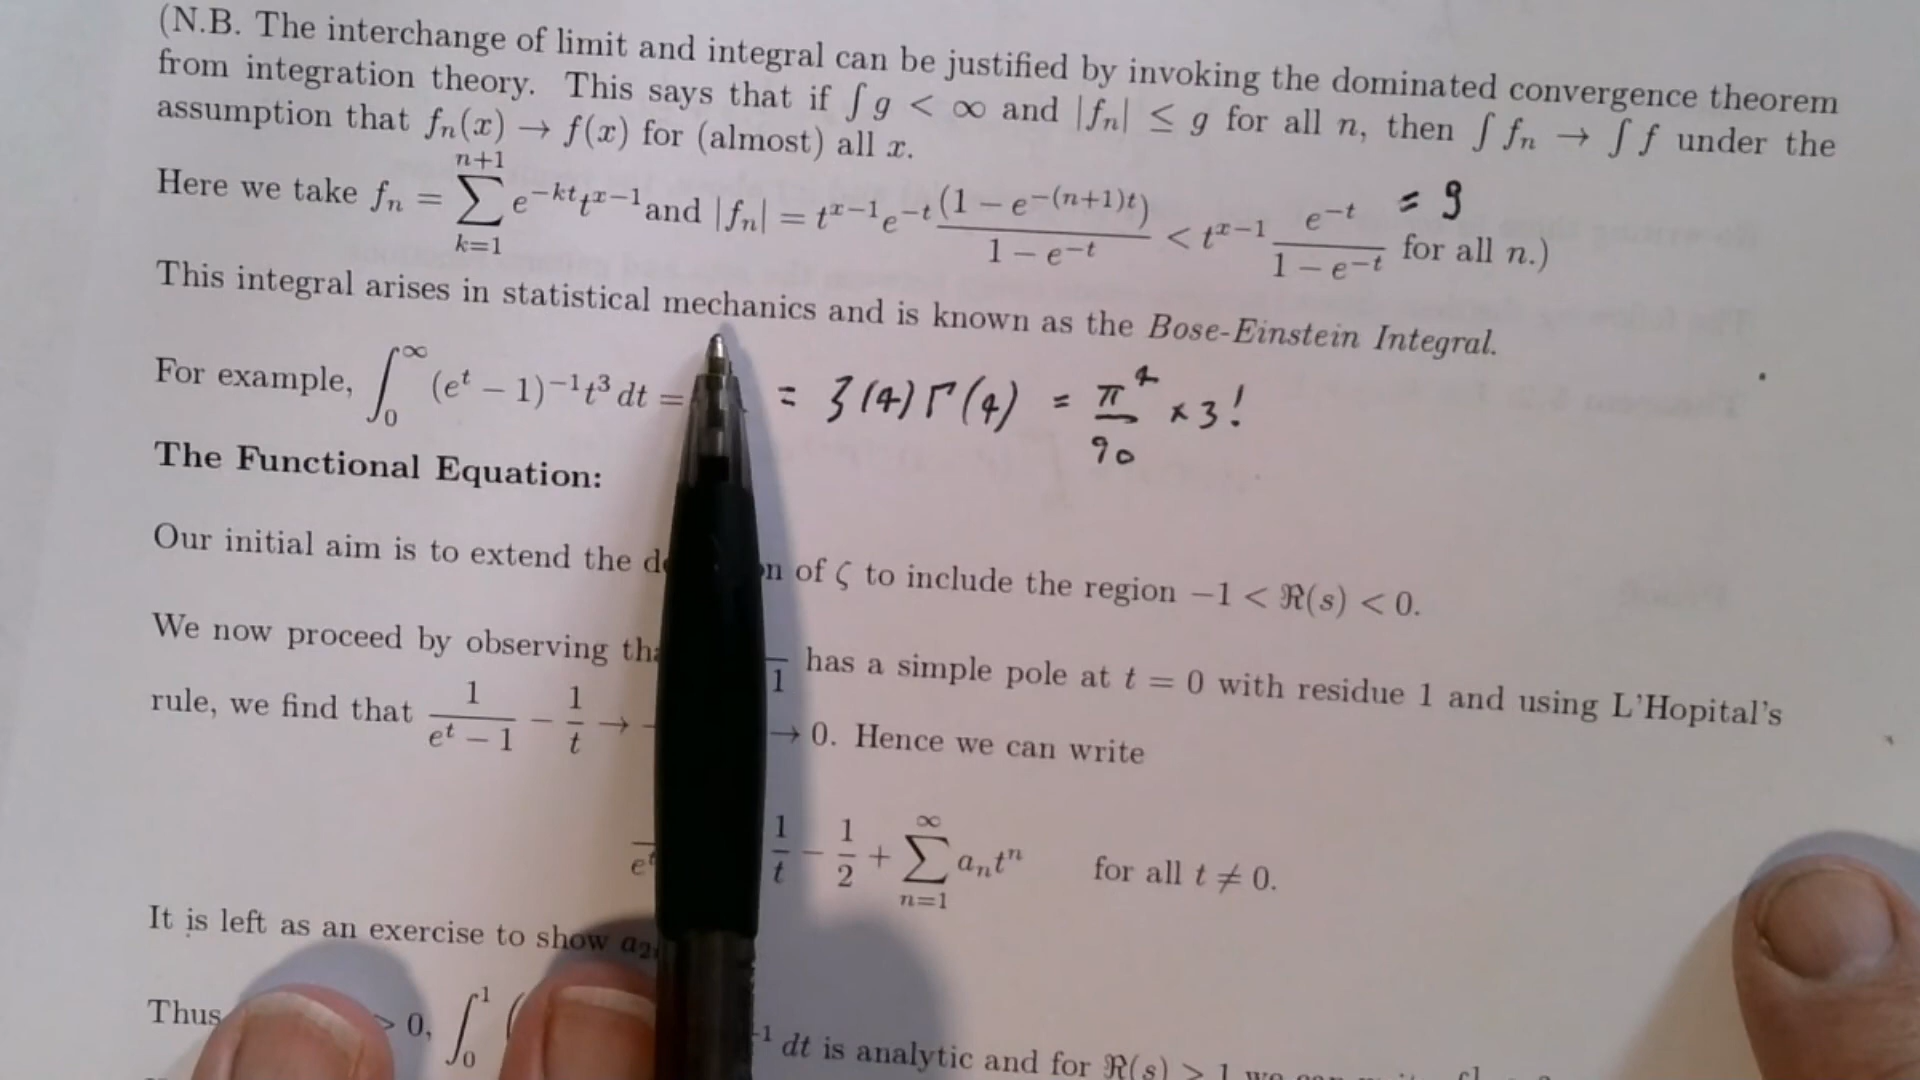 (N.B. The interchange of limit and integral can be justified by invoking the dominated convergence theorem
from integration theory. This says that if ∫ g < ∞ and |fₙ| ≤ g for all n, then ∫ fₙ → ∫ f under the
assumption that fₙ(x) → f(x) for (almost) all x.
Here we take fₙ = ∑_{k=1}^{n+1} e^{−kt}t^{x−1} and |fₙ| = t^{x−1}e^{−t}(1 − e^{−(n+1)t})/(1 − e^{−t}) < t^{x−1} e^{−t}/(1 − e^{−t}) = g for all n.)
This integral arises in statistical mechanics and is known as the Bose-Einstein Integral.
For example, ∫₀^∞ (e^t − 1)^{−1}t³ dt = = ζ(4)Γ(4) = π⁴/90 × 3!
The Functional Equation:
Our initial aim is to extend the of ζ to include the region −1 < ℜ(s) < 0.
We now proceed by observing has a simple pole at t = 0 with residue 1 and using L'Hopital's
rule, we find that 1/(e^t − 1) − 1/t → → 0. Hence we can write
1/t − 1/2 + ∑_{n=1}^∞ aₙtⁿ for all t ≠ 0.
It is left as an exercise to show
Thus > 0, ∫₀¹ ( dt is analytic and for ℜ(s) > 1